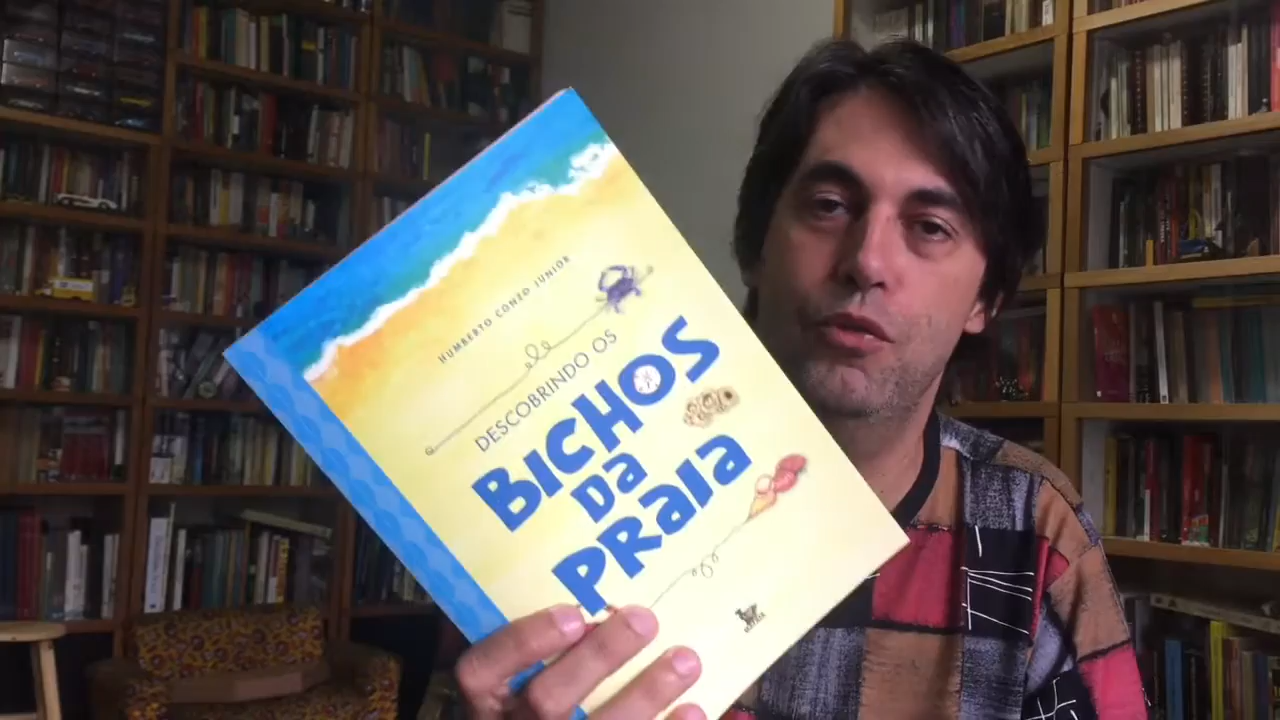 HUMBERTO CONZO JUNIOR
DESCOBRINDO OS
BICHOS
DA
PRAIA